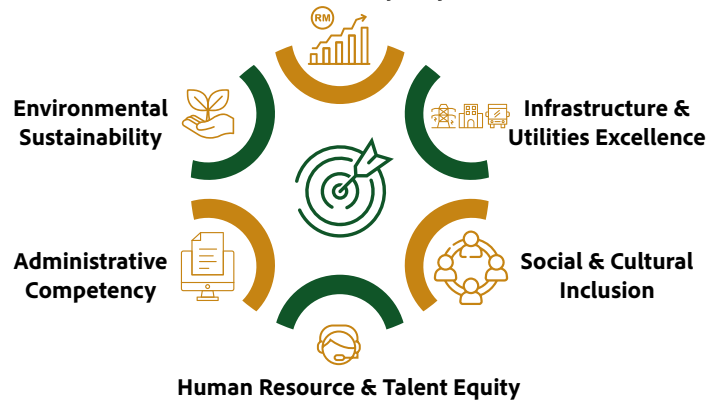 RM
Environmental
Sustainability
Infrastructure &
Utilities Excellence
Administrative
Competency
Social & Cultural
Inclusion
Human Resource & Talent Equity